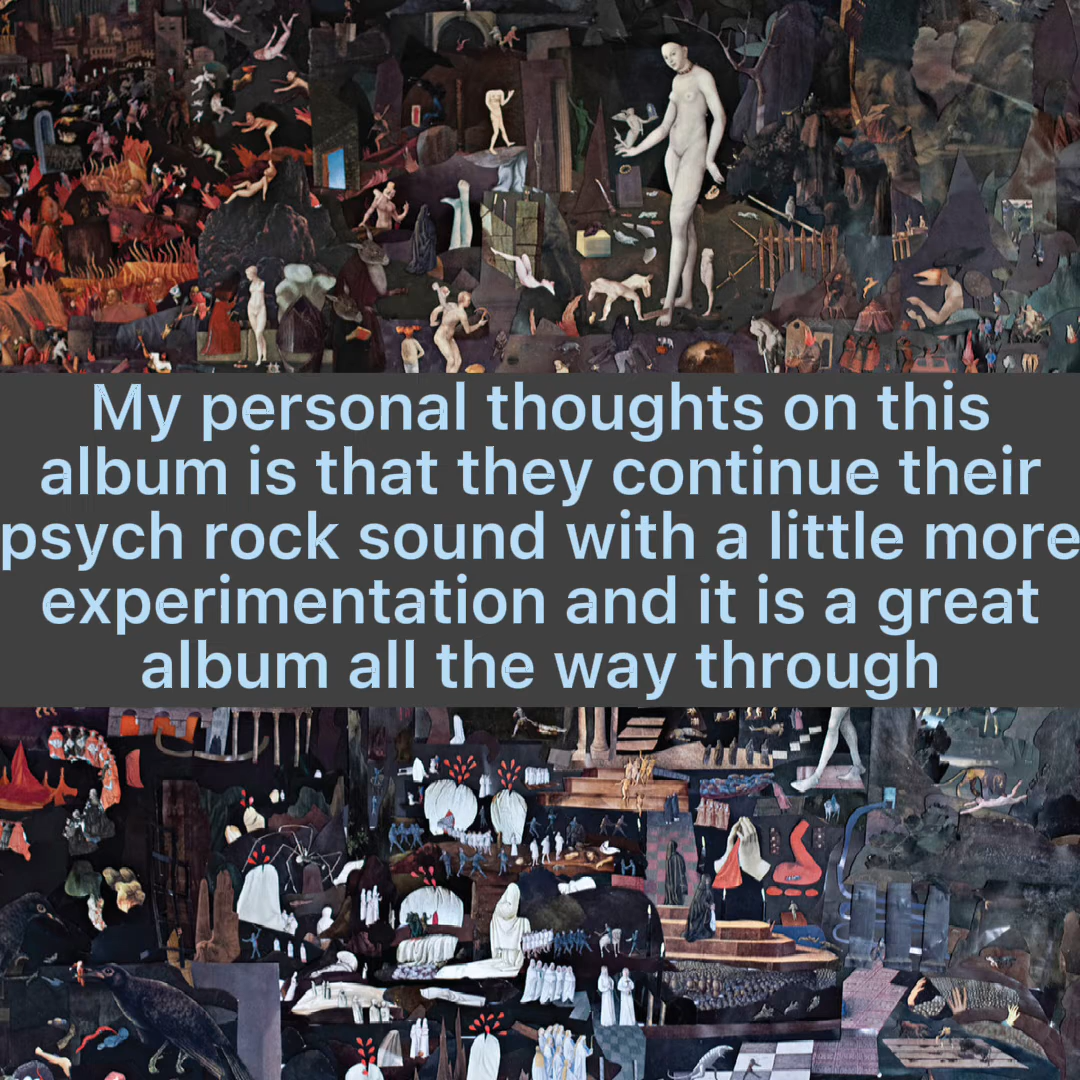 My personal thoughts on this
album is that they continue their
psych rock sound with a little more
experimentation and it is a great
album all the way through